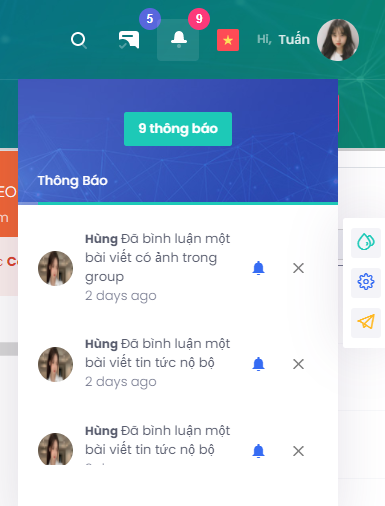 5
9
Hi, Tuấn
9 thông báo
Thông Báo
EO
m
c C
Hùng Đã bình luận một
bài viết có ảnh trong
group
2 days ago
Hùng Đã bình luận một
bài viết tin tức nộ bộ
2 days ago
Hùng Đã bình luận một
bài viết tin tức nộ bộ